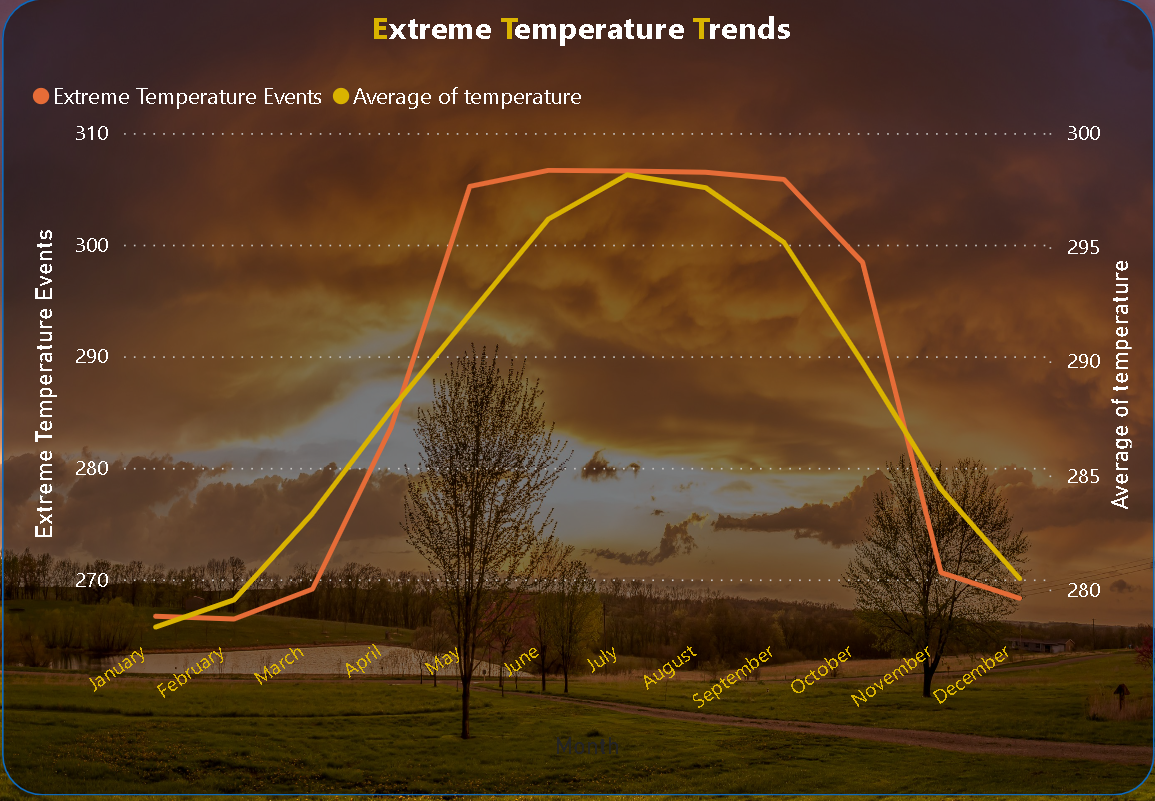 Extreme Temperature Trends
Extreme Temperature Events Average of temperature
310 300
300 295
290 290
280 285
270 280
Extreme Temperature Events
Average of temperature
January February March April May June July August September October November December
Month